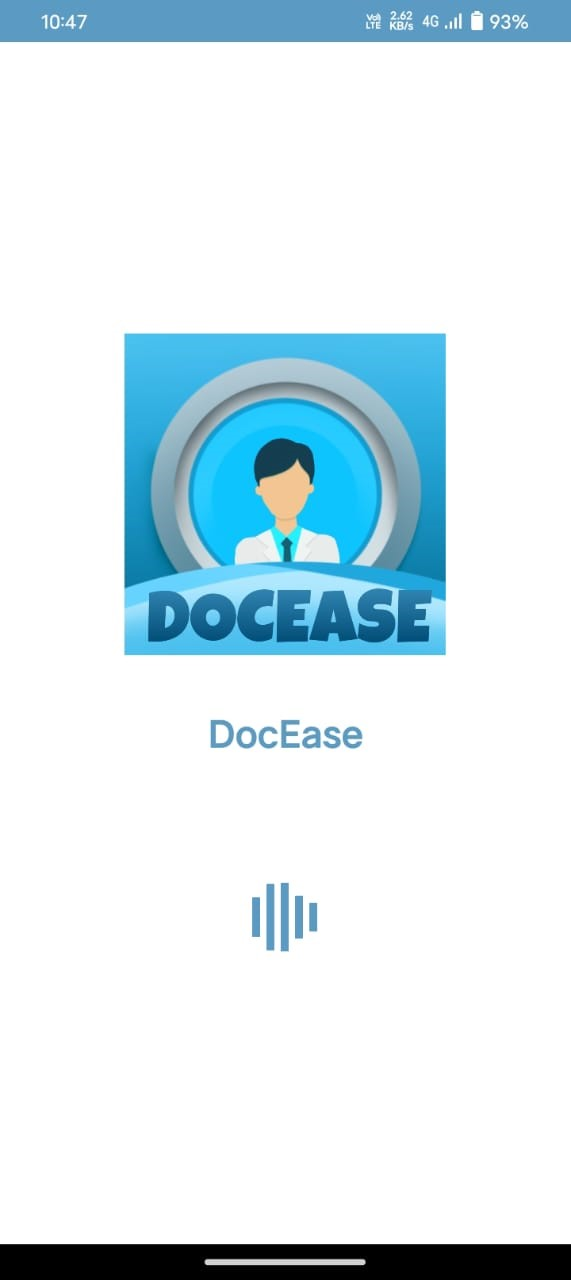 10:47 Vo) LTE 2.62 KB/s 4G 93%
DOCEASE
DocEase